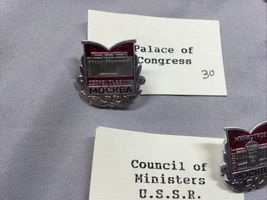 Palace of
Congress
30
МОСКВА
Council of
Ministers
U.S.S.R.